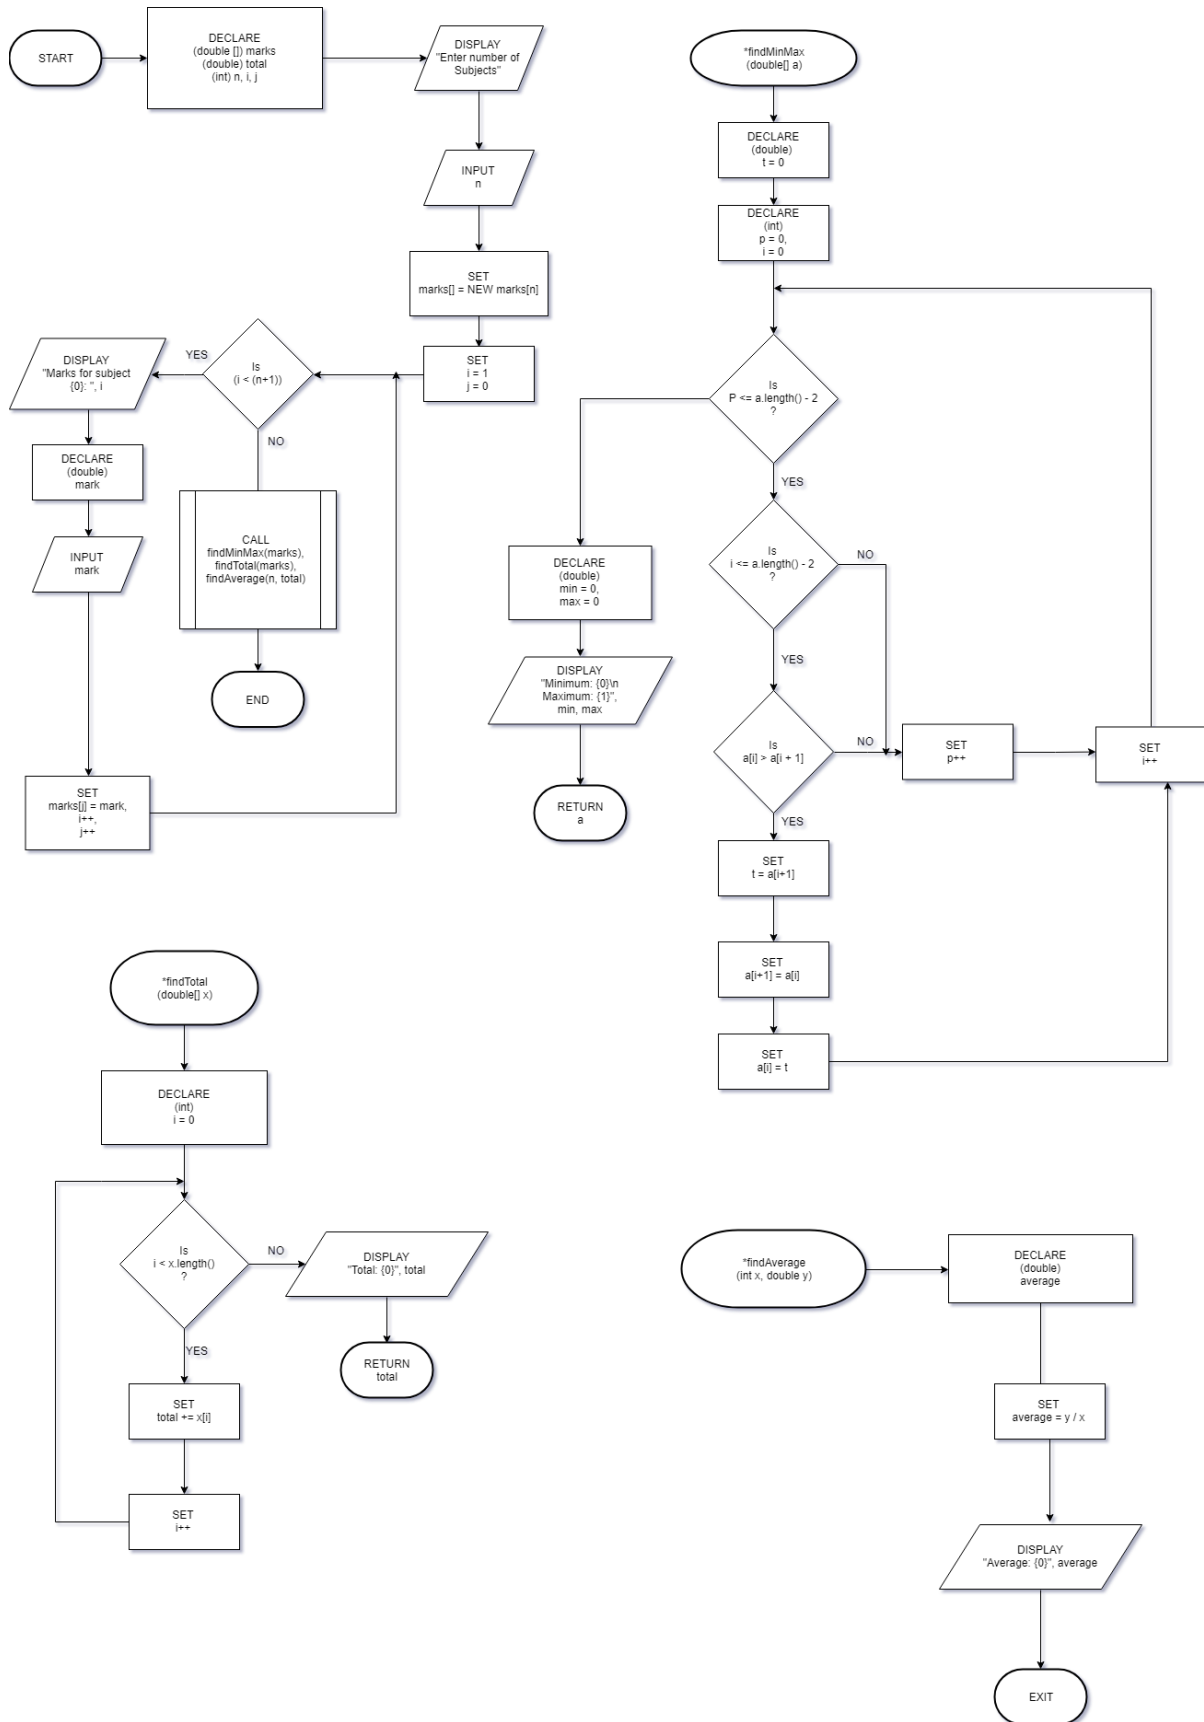 START
DECLARE
(double []) marks
(double) total
(int) n, i, j
DISPLAY
"Enter number of
Subjects"
INPUT
n
SET
marks[] = NEW marks[n]
SET
i = 1
j = 0
Is
(i < (n+1))
YES
NO
DISPLAY
"Marks for subject
{0}: ", i
DECLARE
(double)
mark
INPUT
mark
SET
marks[j] = mark,
i++,
j++
CALL
findMinMax(marks),
findTotal(marks),
findAverage(n, total)
END
*findMinMax
(double[] a)
DECLARE
(double)
t = 0
DECLARE
(int)
p = 0,
i = 0
Is
P <= a.length() - 2
?
YES
Is
i <= a.length() - 2
?
NO
YES
Is
a[i] > a[i + 1]
NO
YES
SET
p++
SET
i++
SET
t = a[i+1]
SET
a[i+1] = a[i]
SET
a[i] = t
DECLARE
(double)
min = 0,
max = 0
DISPLAY
"Minimum: {0}\n
Maximum: {1}",
min, max
RETURN
a
*findTotal
(double[] x)
DECLARE
(int)
i = 0
Is
i < x.length()
?
NO
YES
DISPLAY
"Total: {0}", total
RETURN
total
SET
total += x[i]
SET
i++
*findAverage
(int x, double y)
DECLARE
(double)
average
SET
average = y / x
DISPLAY
"Average: {0}", average
EXIT